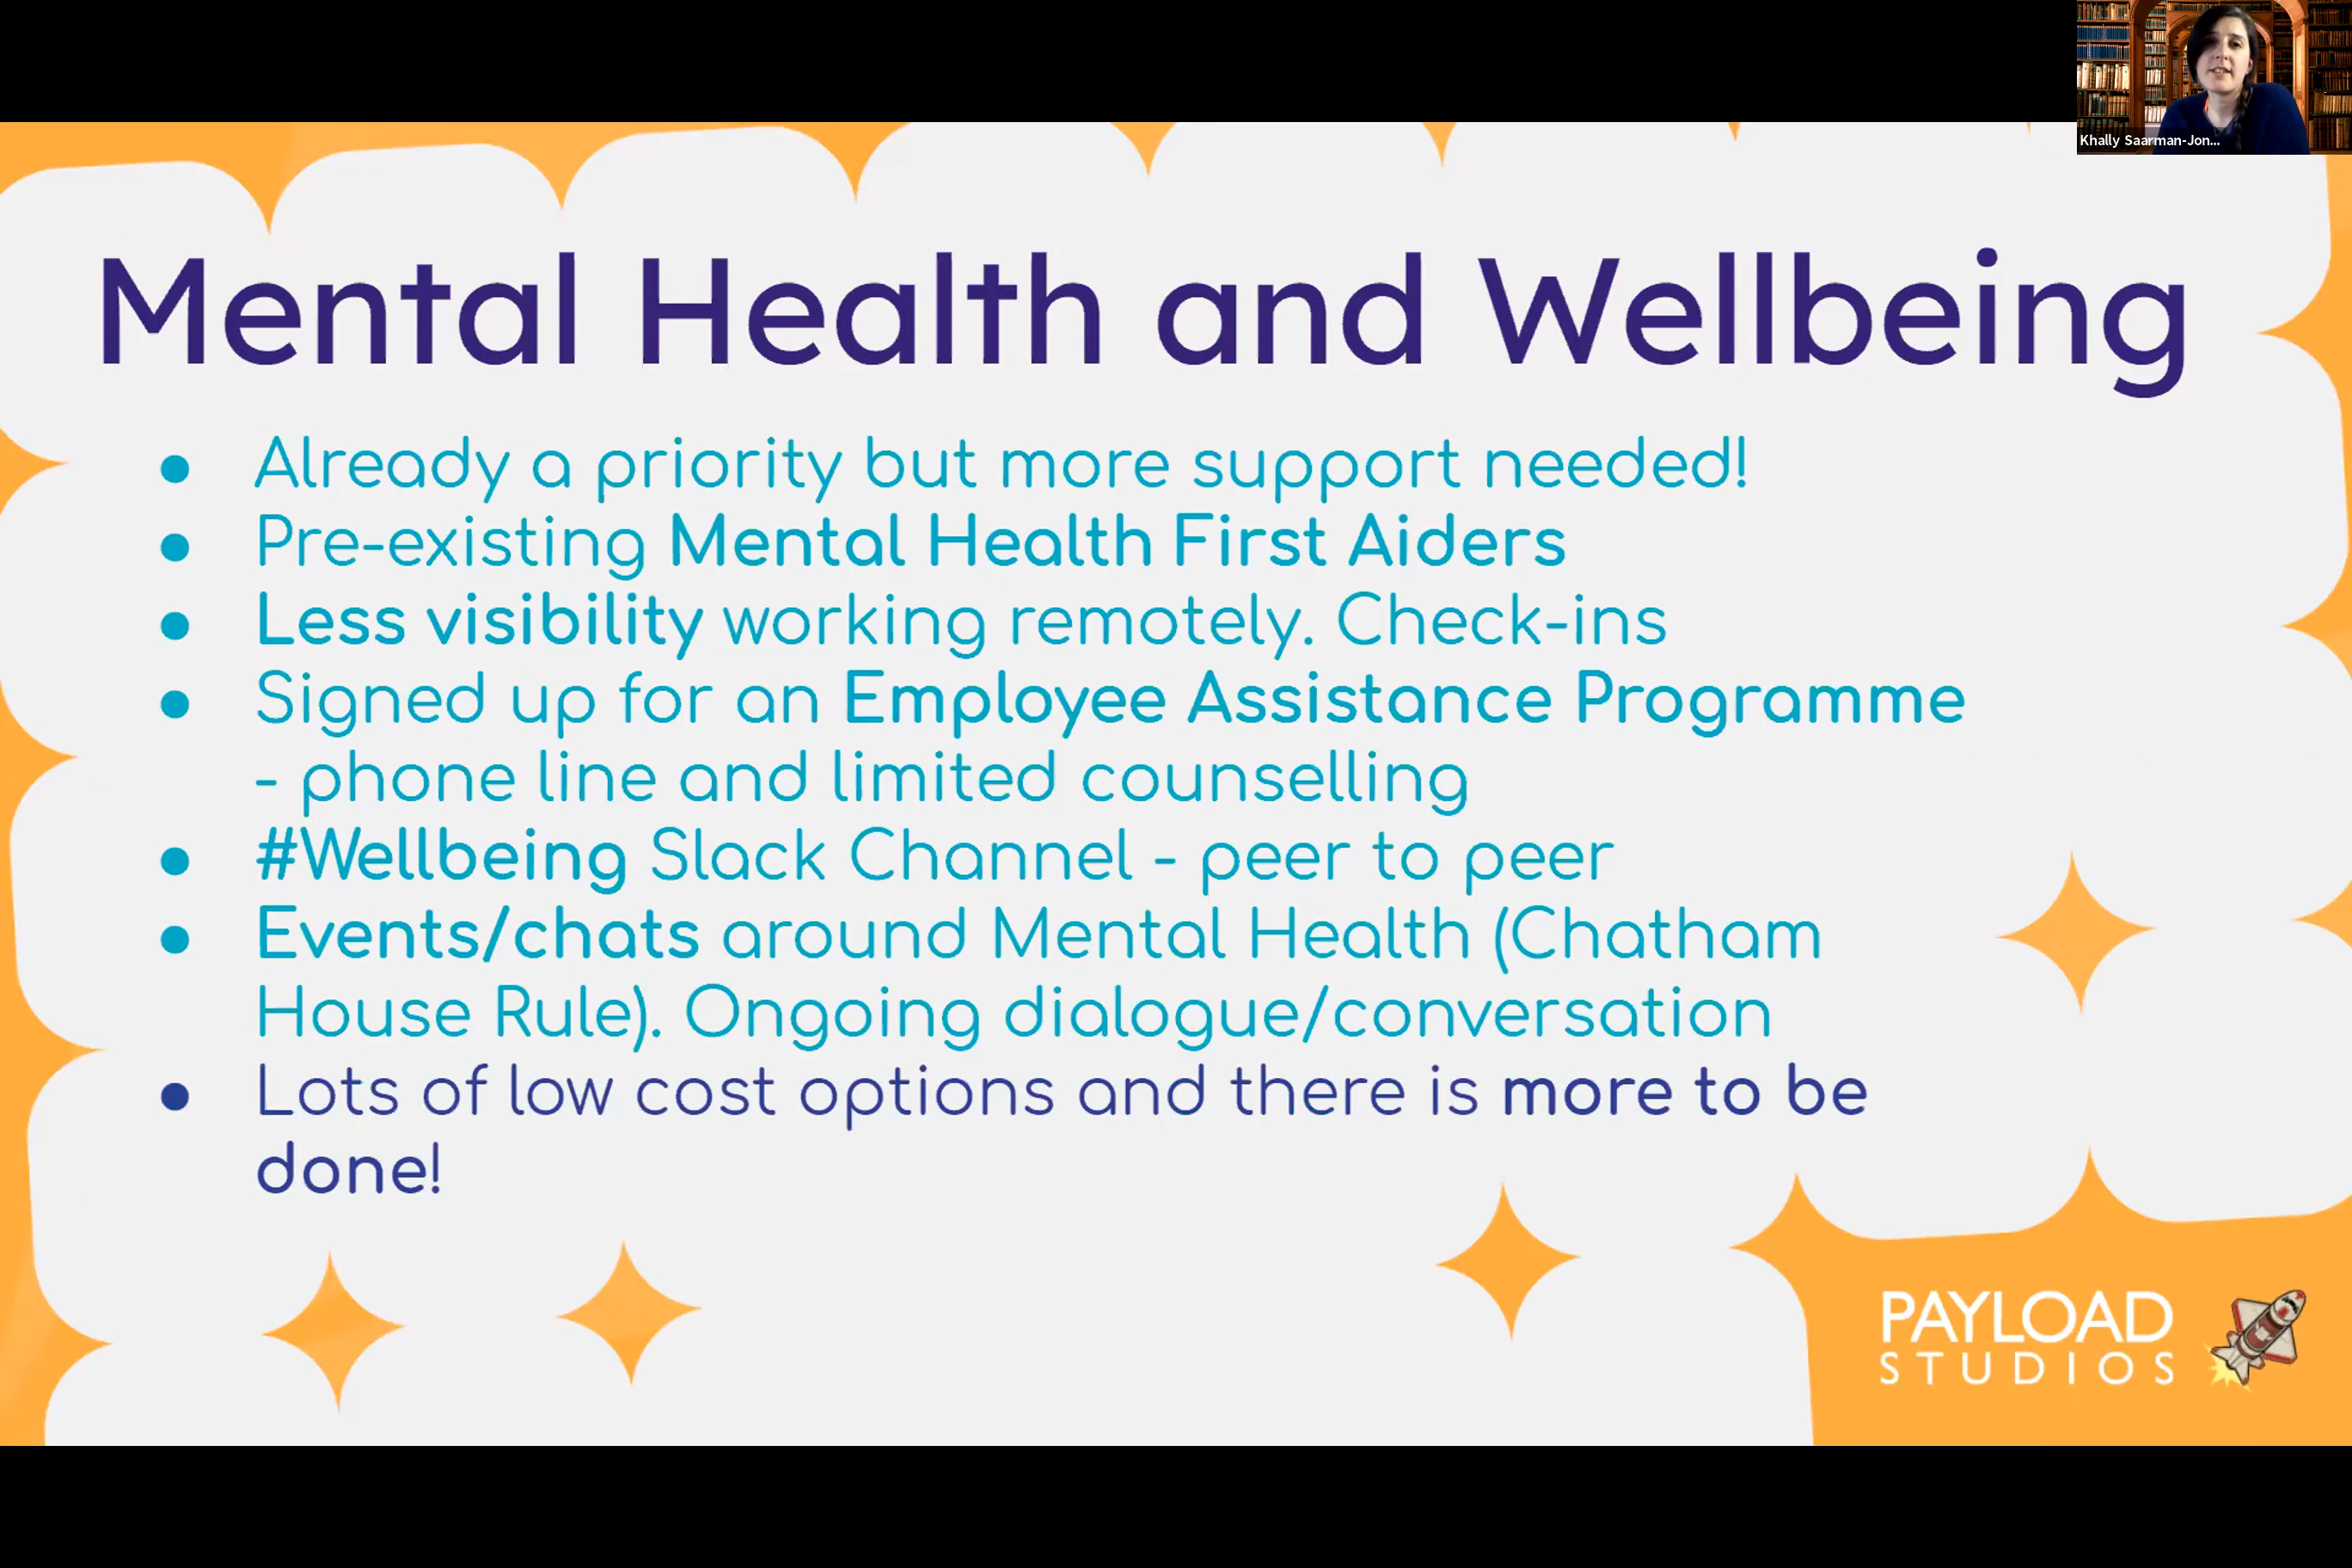 Khally Saarman-Jon...
Mental Health and Wellbeing
● Already a priority but more support needed!
● Pre-existing Mental Health First Aiders
● Less visibility working remotely. Check-ins
● Signed up for an Employee Assistance Programme
- phone line and limited counselling
● #Wellbeing Slack Channel - peer to peer
● Events/chats around Mental Health (Chatham
House Rule). Ongoing dialogue/conversation
● Lots of low cost options and there is more to be
done!
PAYLOAD
STUDIOS